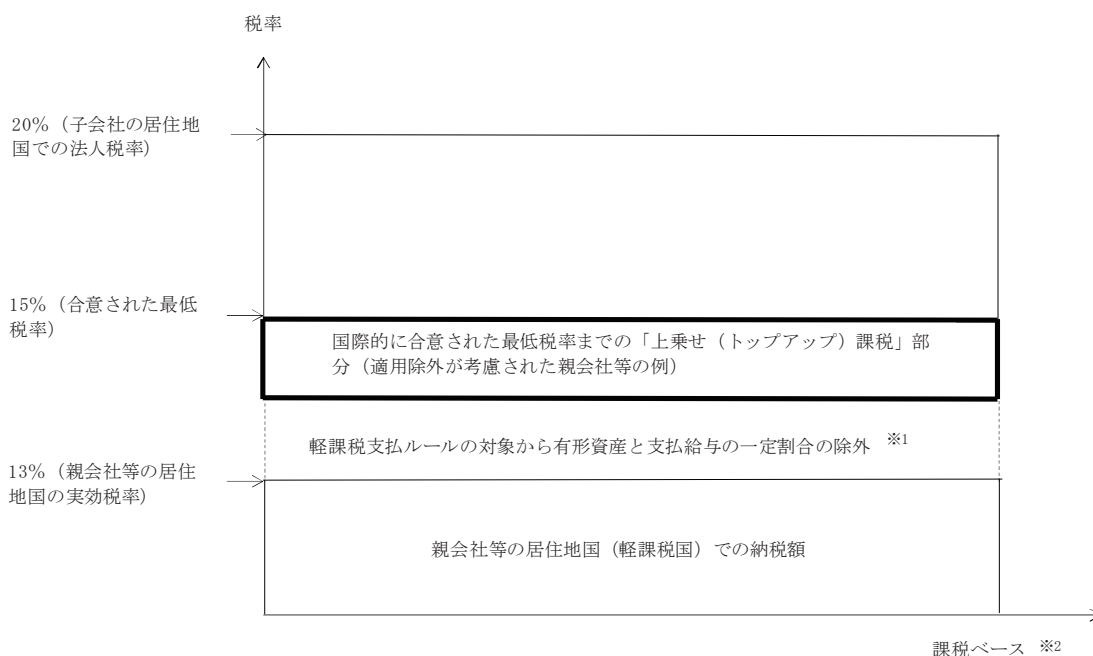 税率
20%（子会社の居住地
国での法人税率）
15%（合意された最低
税率）
国際的に合意された最低税率までの「上乗せ（トップアップ）課税」部
分（適用除外が考慮された親会社等の例）
軽課税支払ルールの対象から有形資産と支払給与の一定割合の除外 ※1
13%（親会社等の居住
地国の実効税率）
親会社等の居住地国（軽課税国）での納税額
課税ベース ※2